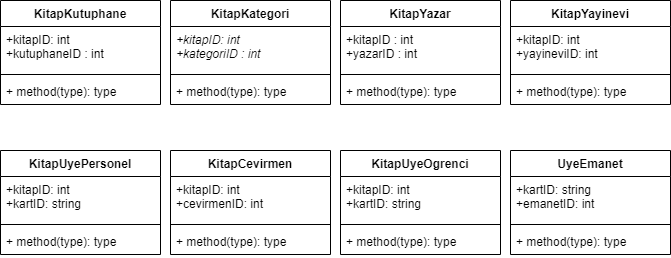 KitapKutuphane
+kitapID: int
+kutuphaneID : int
+ method(type): type
KitapKategori
+kitapID: int
+kategoriID : int
+ method(type): type
KitapYazar
+kitapID : int
+yazarID : int
+ method(type): type
KitapYayinevi
+kitapID: int
+yayineviID: int
+ method(type): type
KitapUyePersonel
+kitapID: int
+kartID: string
+ method(type): type
KitapCevirmen
+kitapID: int
+cevirmenID: int
+ method(type): type
KitapUyeOgrenci
+kitapID: int
+kartID: string
+ method(type): type
UyeEmanet
+kartID: string
+emanetID: int
+ method(type): type